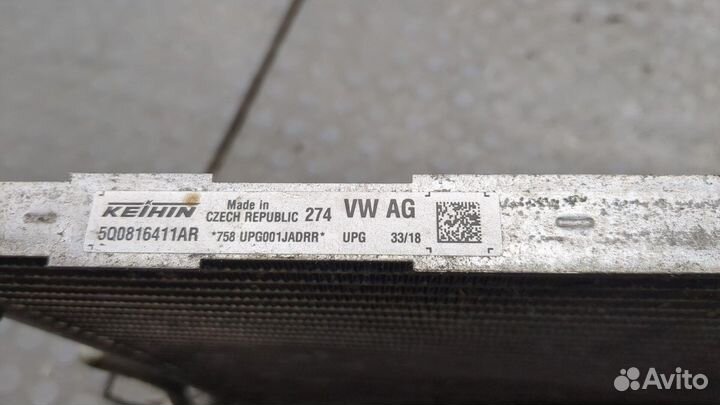 KEIHIN Made in CZECH REPUBLIC 274 VW AG
5Q0816411AR *758 UPG001JADRR* UPG 33/18
Avito